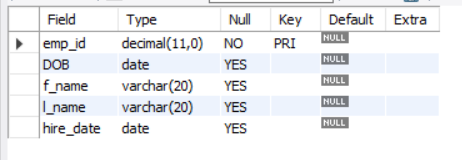 Field Type Null Key Default Extra
emp_id decimal(11,0) NO PRI NULL
DOB date YES NULL
f_name varchar(20) YES NULL
l_name varchar(20) YES NULL
hire_date date YES NULL